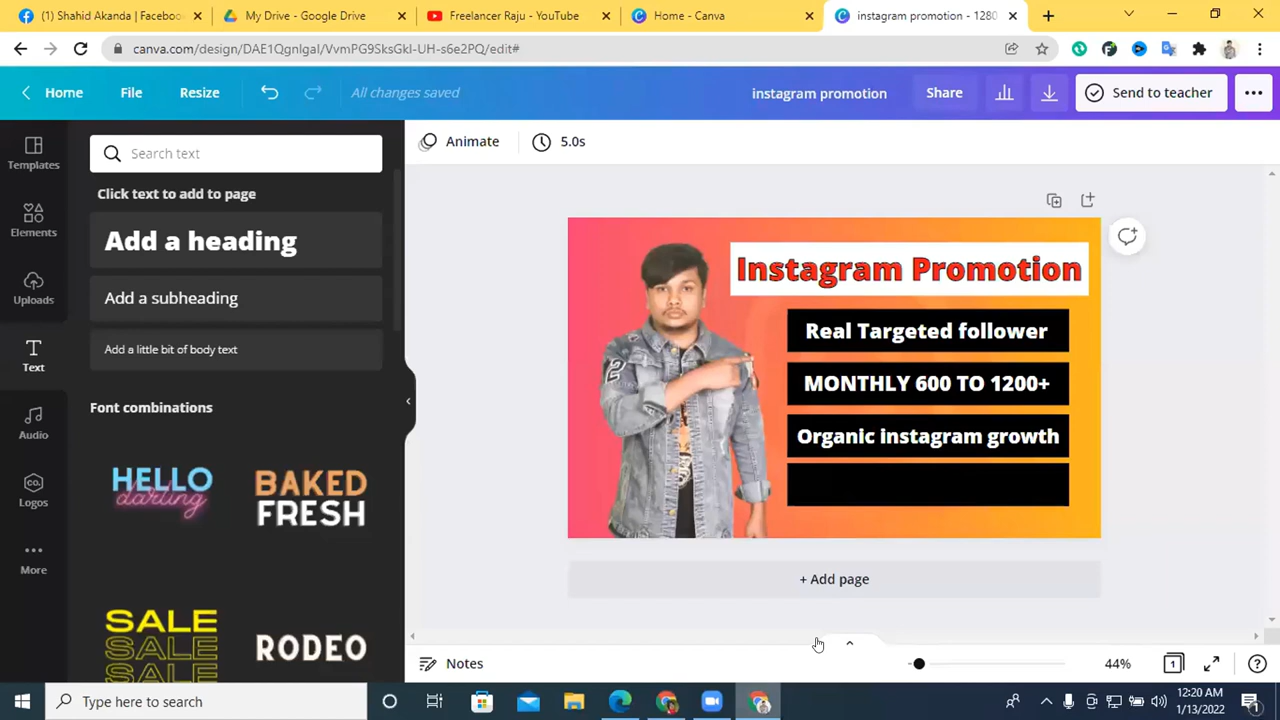 Shahid Akanda | Faceboo
My Drive - Google Drive
Freelancer Raju - YouTube
Home - Canva
instagram promotion - 1280
canva.com/design/DAE1QgnlgaI/VvmPG9SksGkI-UH-s6e2PQ/edit#
Home
File
Resize
All changes saved
instagram promotion
Share
Send to teacher
Templates
Elements
Uploads
Text
Audio
CO.
Logos
More
Search text
Click text to add to page
Add a heading
Add a subheading
Add a little bit of body text
Font combinations
HELLO
darling
BAKED
FRESH
SALE
SALE
SALE
RODEO
Animate
5.0s
Instagram Promotion
Real Targeted follower
MONTHLY 600 TO 1200+
Organic instagram growth
+ Add page
Notes
44%
1
Type here to search
12:20 AM
1/13/2022
1